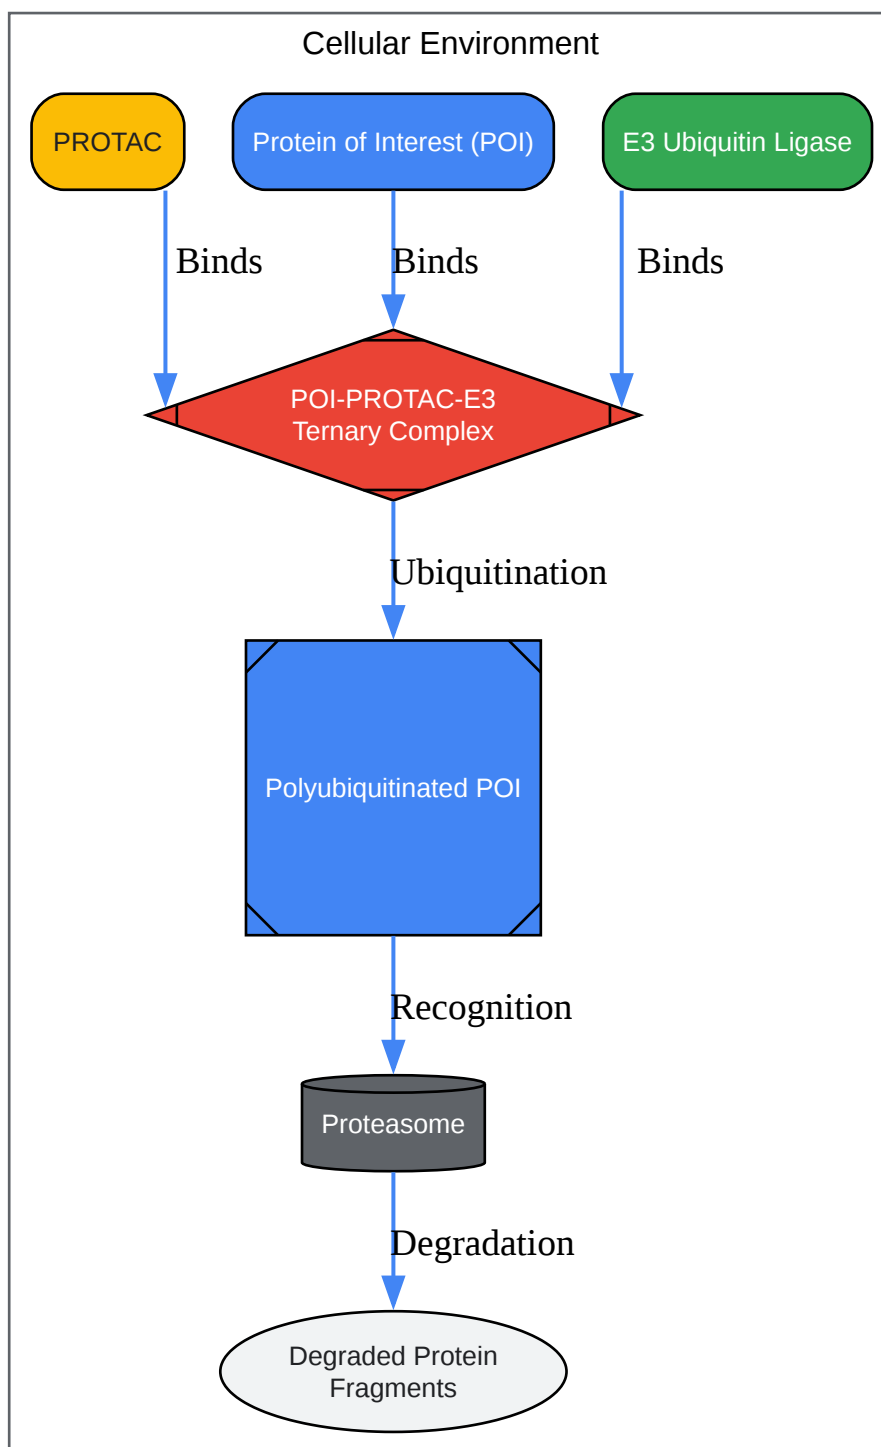 Cellular Environment
PROTAC
Protein of Interest (POI)
E3 Ubiquitin Ligase
Binds
Binds
Binds
POI-PROTAC-E3
Ternary Complex
Ubiquitination
Polyubiquitinated POI
Recognition
Proteasome
Degradation
Degraded Protein
Fragments